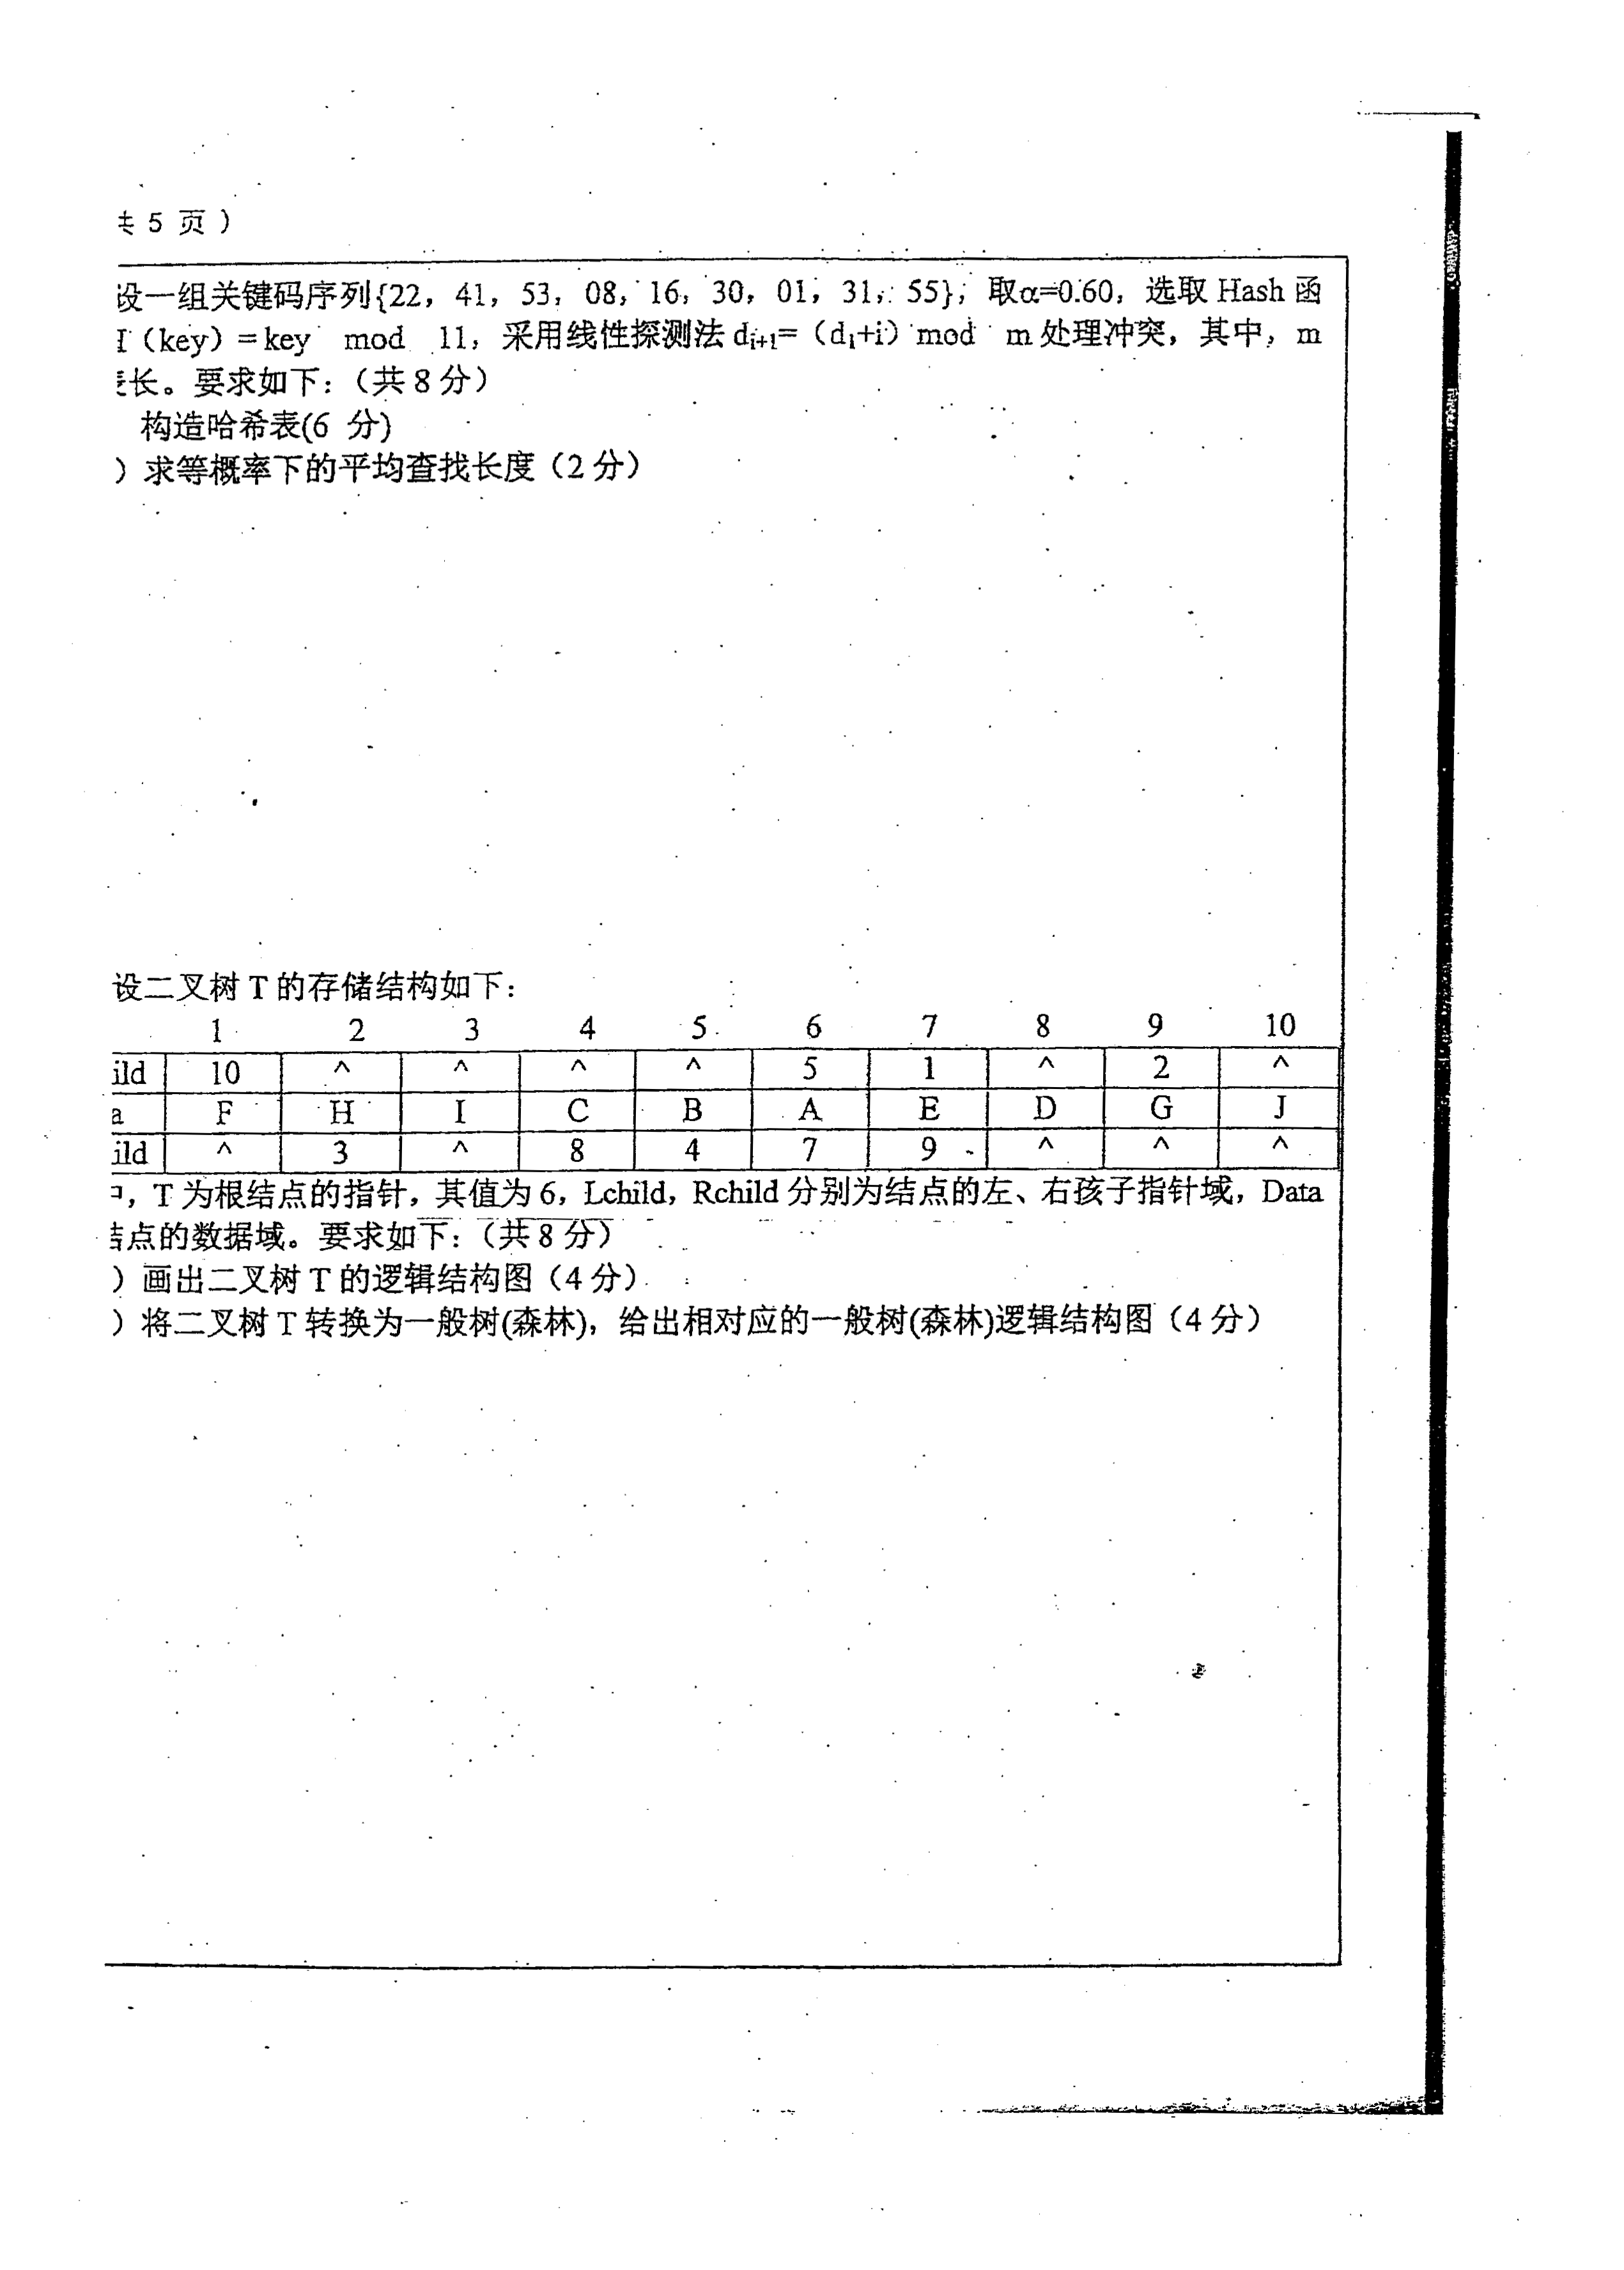 共 5 页 ）
设一组关键码序列{22，41，53，08，16，30，01，31，55}，取α=0.60，选取 Hash 函
（key）=key mod 11，采用线性探测法 dᵢ₊₁=（d₁+i）mod m 处理冲突，其中，m
长。要求如下：（共 8 分）
构造哈希表(6 分)
）求等概率下的平均查找长度（2 分）
设二叉树 T 的存储结构如下：
1 2 3 4 5 6 7 8 9 10
ild 10 ^ ^ ^ ^ 5 1 ^ 2 ^
a F H I C B A E D G J
ild ^ 3 ^ 8 4 7 9 ^ ^ ^
，T 为根结点的指针，其值为 6，Lchild，Rchild 分别为结点的左、右孩子指针域，Data
点的数据域。要求如下：（共 8 分）
）画出二叉树 T 的逻辑结构图（4 分）
）将二叉树 T 转换为一般树(森林)，给出相对应的一般树(森林)逻辑结构图（4 分）